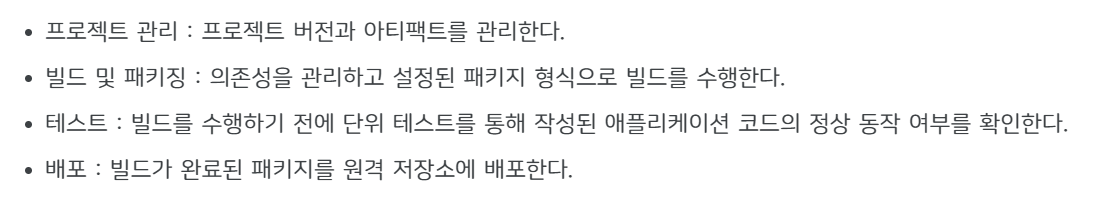 • 프로젝트 관리 : 프로젝트 버전과 아티팩트를 관리한다.
• 빌드 및 패키징 : 의존성을 관리하고 설정된 패키지 형식으로 빌드를 수행한다.
• 테스트 : 빌드를 수행하기 전에 단위 테스트를 통해 작성된 애플리케이션 코드의 정상 동작 여부를 확인한다.
• 배포 : 빌드가 완료된 패키지를 원격 저장소에 배포한다.